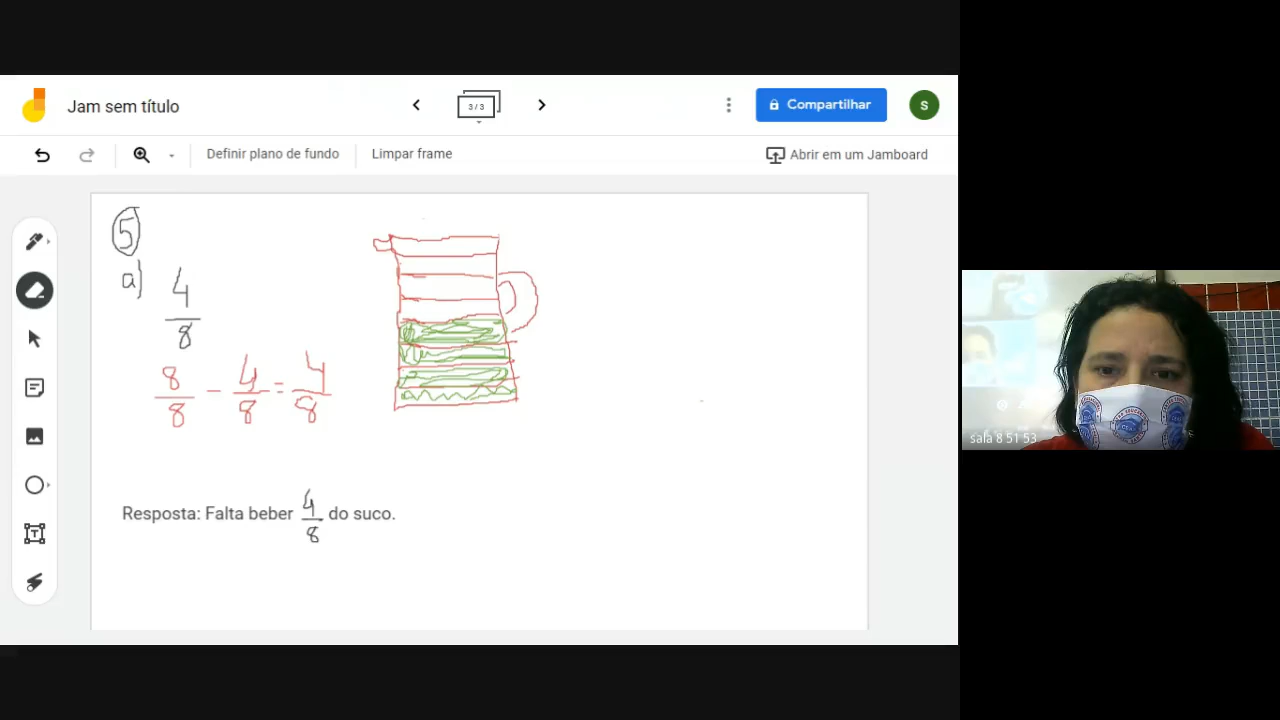 Jam sem título
3 / 3
Compartilhar
S
Definir plano de fundo
Limpar frame
Abrir em um Jamboard
5
a) 4/8
8/8 - 4/8 = 4/8
Resposta: Falta beber 4/8 do suco.
sala 8 51 53